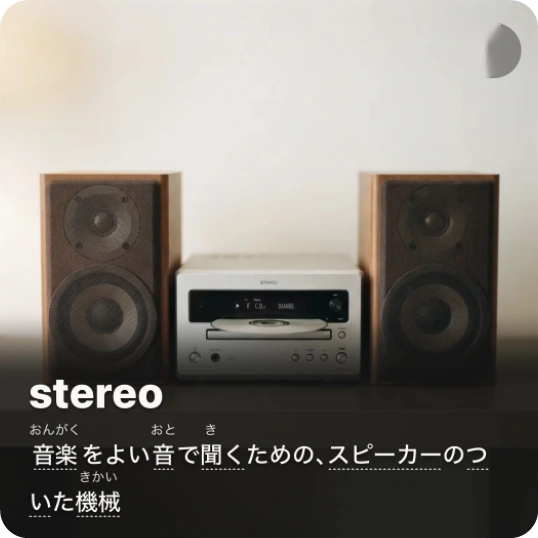 STEREO
stereo
おんがく おと き
音楽をよい音で聞くための、スピーカーのつ
きかい
いた機械